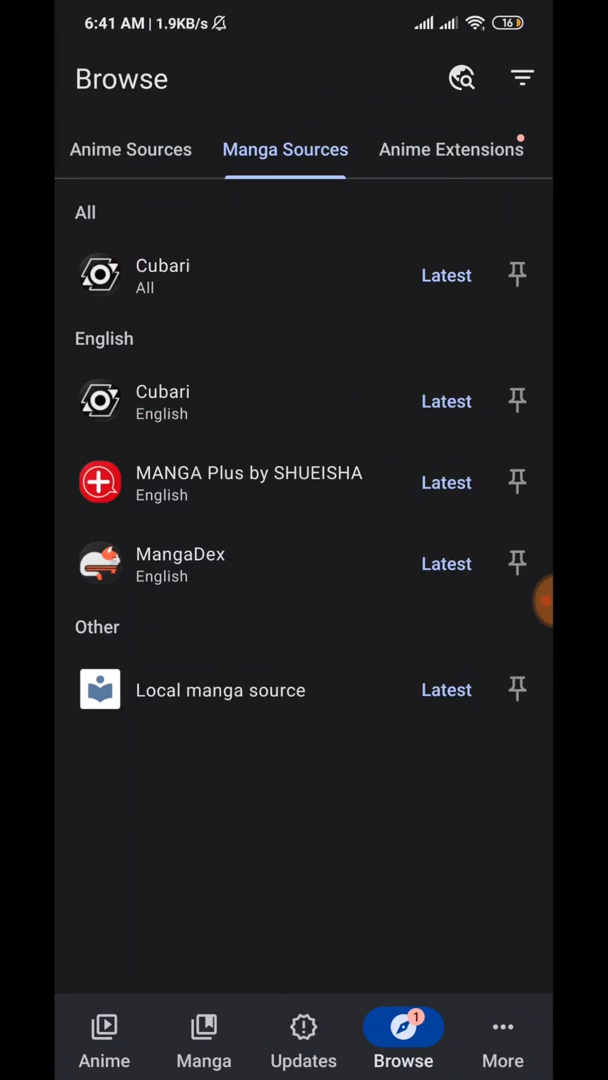 6:41 AM | 1.9KB/s
16
Browse
Anime Sources Manga Sources Anime Extensions
All
Cubari
All
Latest
English
Cubari
English
Latest
MANGA Plus by SHUEISHA
English
Latest
MangaDex
English
Latest
Other
Local manga source
Latest
1
Anime Manga Updates Browse More